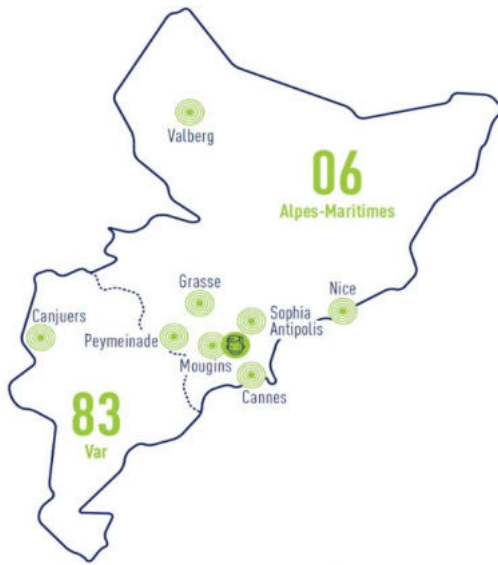 Valberg
06
Alpes-Maritimes
Grasse
Nice
Canjuers
Sophia
Antipolis
Peymeinade
Mougins
Cannes
83
Var